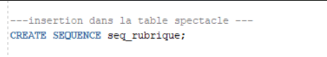 ---insertion dans la table spectacle ---
CREATE SEQUENCE seq_rubrique;